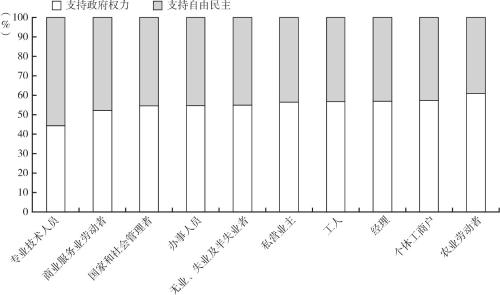 支持政府权力 支持自由民主
(%)
100
90
80
70
60
50
40
30
20
10
0
专业技术人员
商业服务业劳动者
国家和社会管理者
办事人员
无业、失业及半失业者
私营业主
工人
经理
个体工商户
农业劳动者